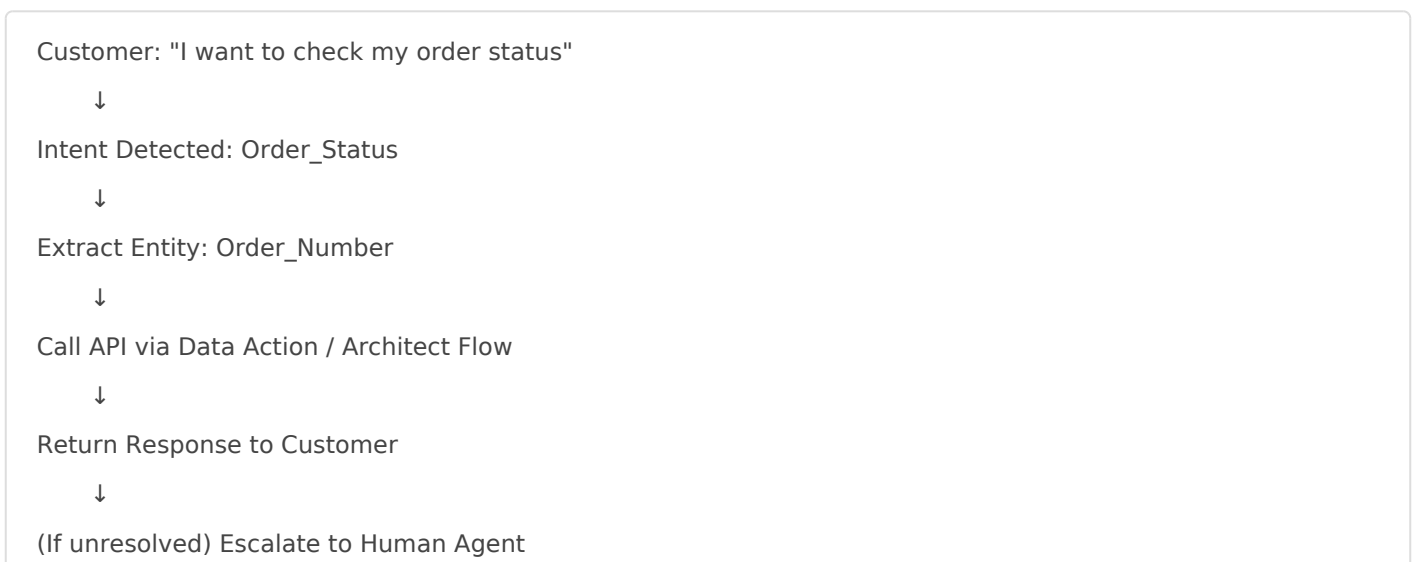 Customer: "I want to check my order status"
↓
Intent Detected: Order_Status
↓
Extract Entity: Order_Number
↓
Call API via Data Action / Architect Flow
↓
Return Response to Customer
↓
(If unresolved) Escalate to Human Agent